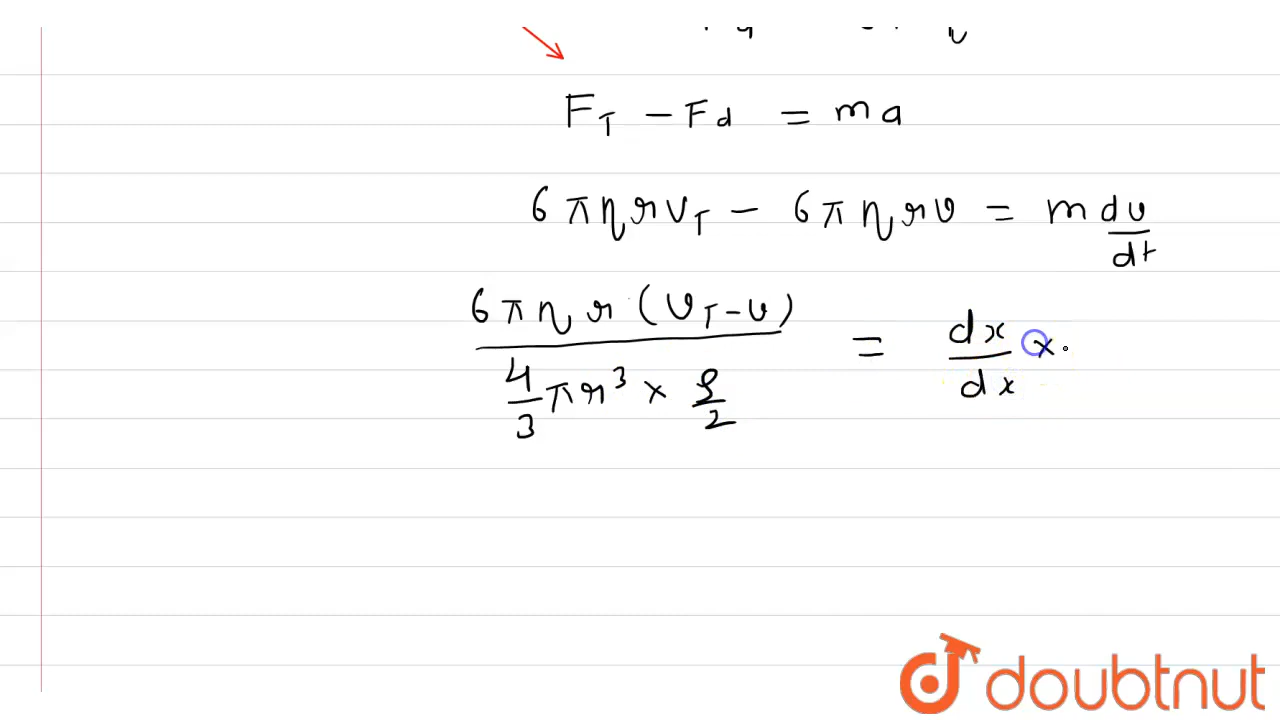 F_T - F_d = ma
6πηrv_T - 6πηrv = m dv/dt
6πηr(v_T - v) / (4/3 πr³ × ρ/2) = dx/dx ×
doubtnut